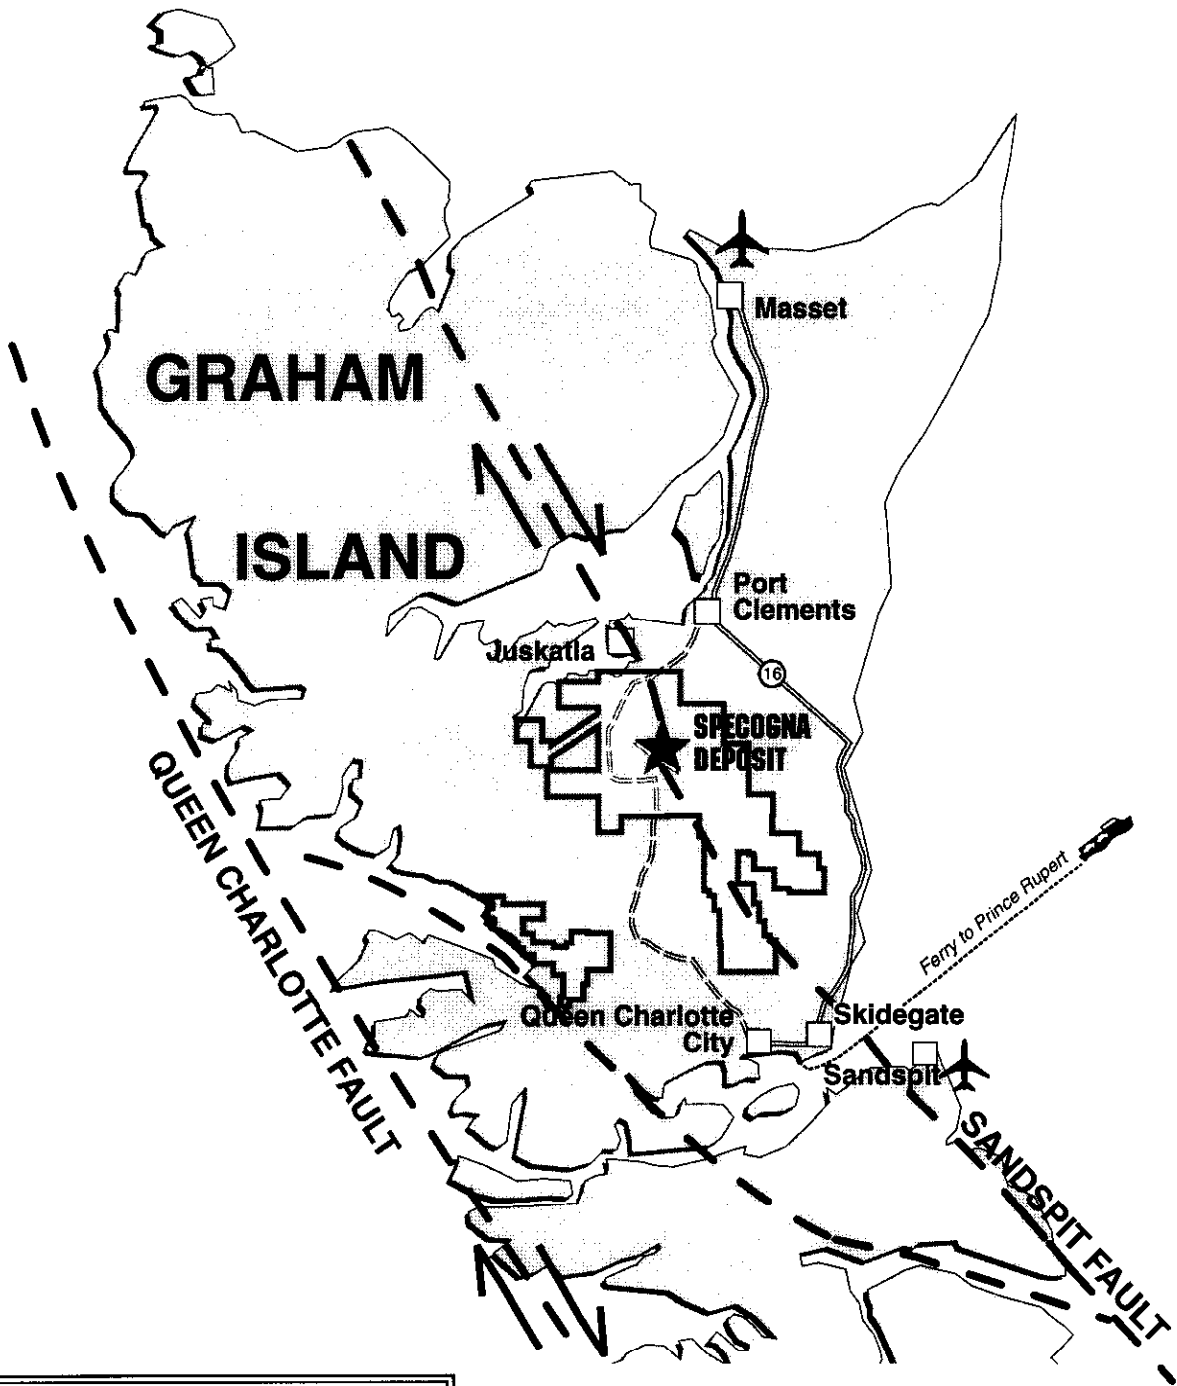 Masset
GRAHAM
ISLAND
Port
Clements
Juskatla
16
SPECOGNA
DEPOSIT
QUEEN CHARLOTTE FAULT
Ferry to Prince Rupert
Queen Charlotte
City
Skidegate
Sandspit
SANDSPIT FAULT